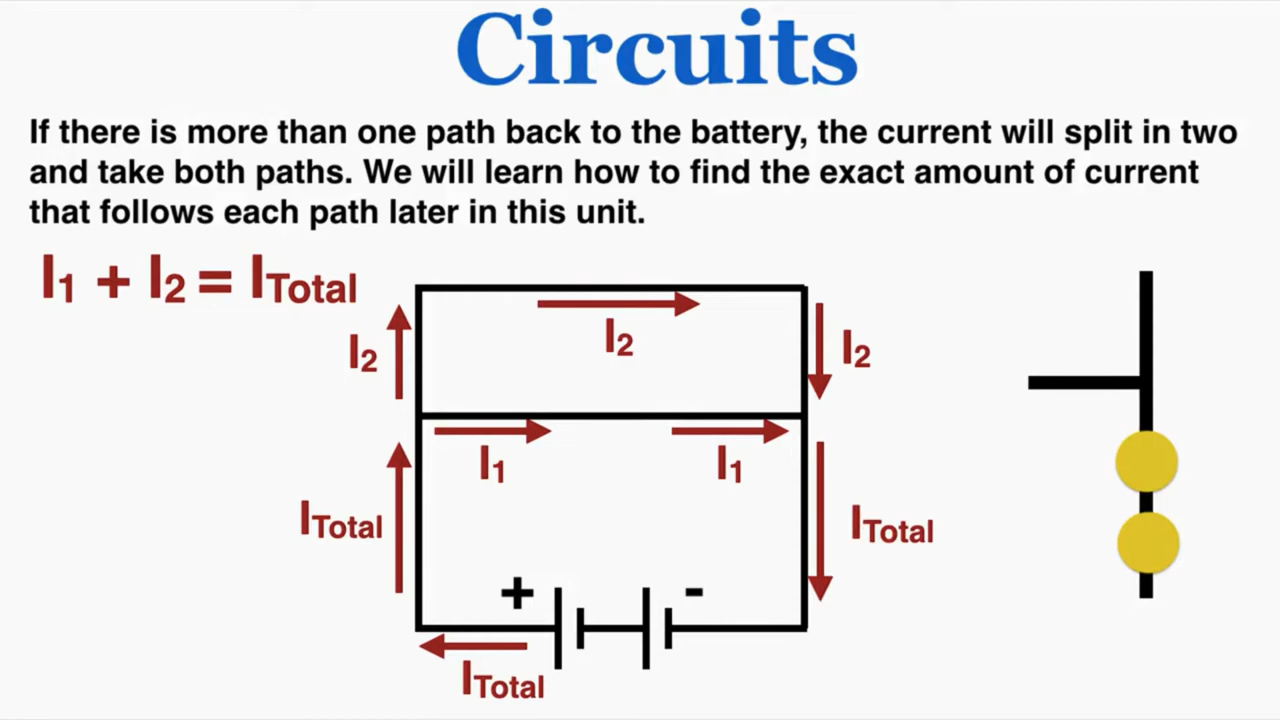 Circuits
If there is more than one path back to the battery, the current will split in two
and take both paths. We will learn how to find the exact amount of current
that follows each path later in this unit.
I₁ + I₂ = ITotal
I₂
I₂
I₂
I₁
I₁
ITotal
ITotal
+
-
ITotal